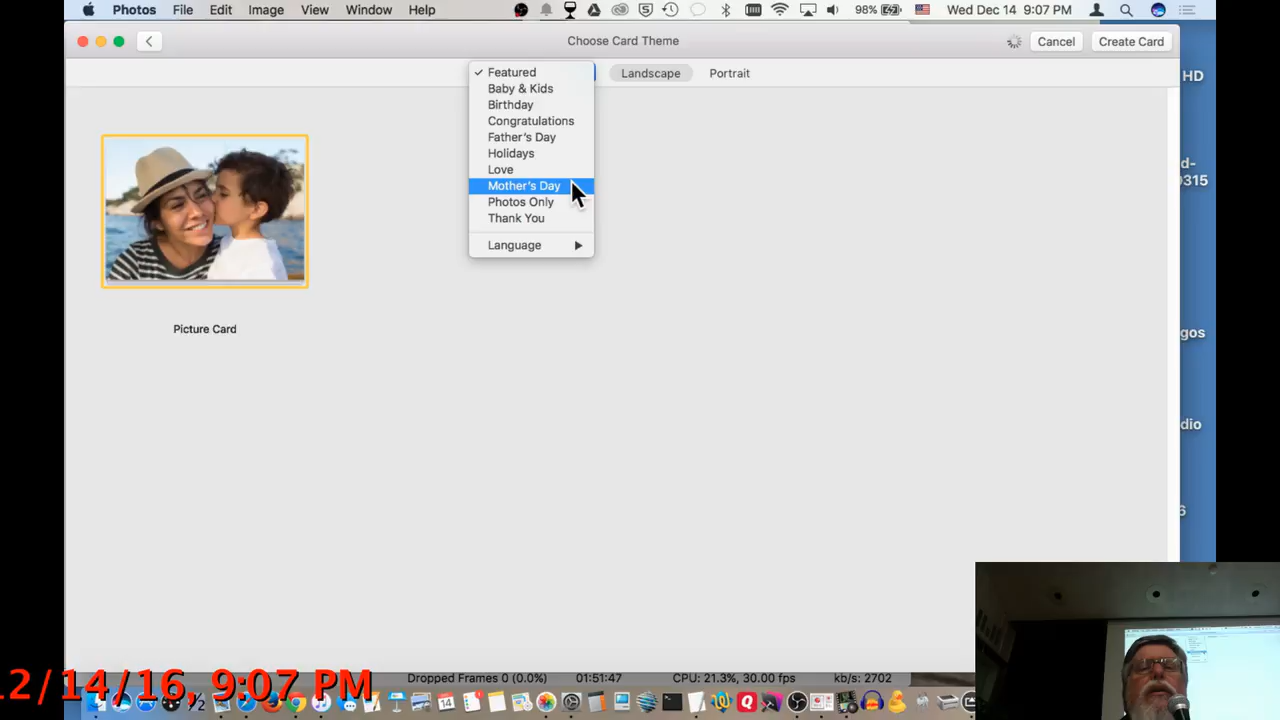 Photos File Edit Image View Window Help 98% Wed Dec 14 9:07 PM
Choose Card Theme
Cancel
Create Card
Featured
Baby & Kids
Birthday
Congratulations
Father's Day
Holidays
Love
Mother's Day
Photos Only
Thank You
Language
Landscape
Portrait
Picture Card
HD
d-
0315
gos
dio
6
Dropped Frames 0 (0.0%) 01:51:47 CPU: 21.3%, 30.00 fps kb/s: 2702
12/14/16, 9:07 PM